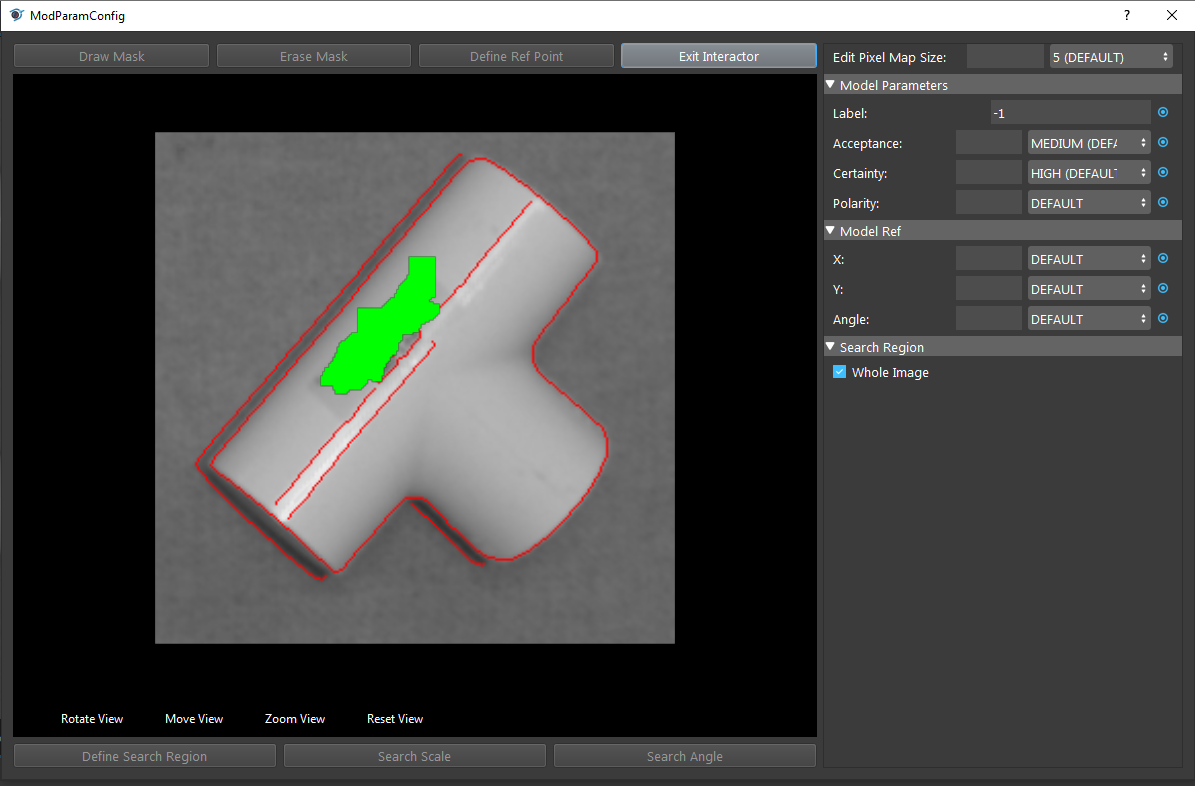 ModParamConfig
?
Draw Mask
Erase Mask
Define Ref Point
Exit Interactor
Edit Pixel Map Size:
5 (DEFAULT)
Model Parameters
Label:
-1
Acceptance:
MEDIUM (DEFA
Certainty:
HIGH (DEFAUL
Polarity:
DEFAULT
Model Ref
X:
DEFAULT
Y:
DEFAULT
Angle:
DEFAULT
Search Region
Whole Image
Rotate View
Move View
Zoom View
Reset View
Define Search Region
Search Scale
Search Angle